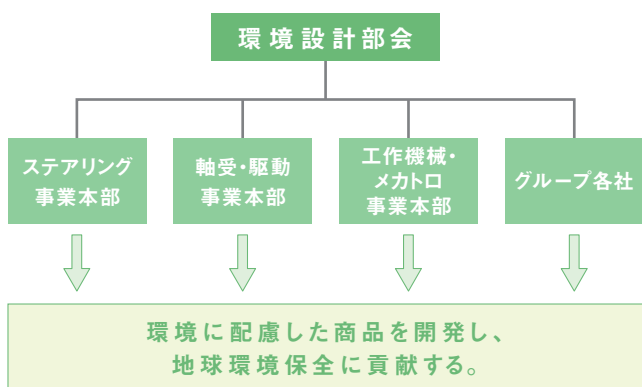 環境設計部会
ステアリング
事業本部
軸受・駆動
事業本部
工作機械・
メカトロ
事業本部
グループ各社
環境に配慮した商品を開発し、
地球環境保全に貢献する。